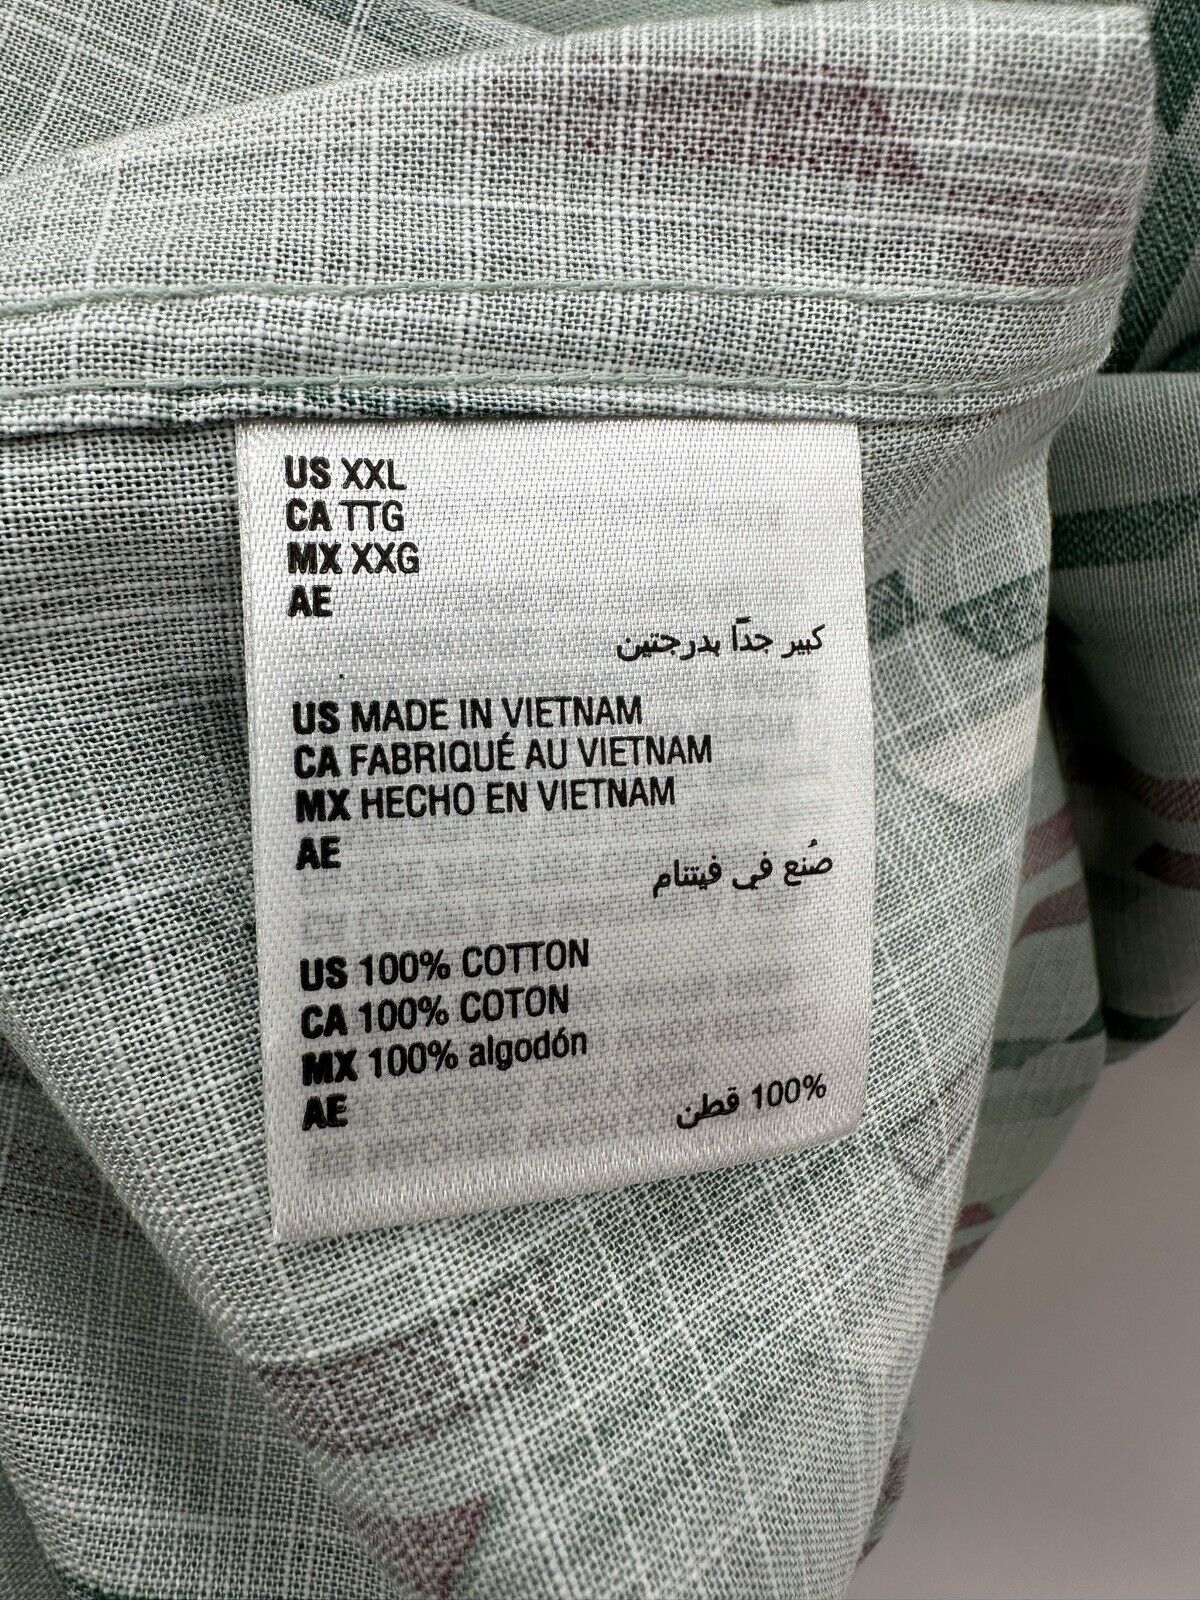 US XXL
CA TTG
MX XXG
AE
كبير جدًا بدرجتين
US MADE IN VIETNAM
CA FABRIQUÉ AU VIETNAM
MX HECHO EN VIETNAM
AE
صُنع في فيتنام
US 100% COTTON
CA 100% COTON
MX 100% algodón
AE
100% قطن